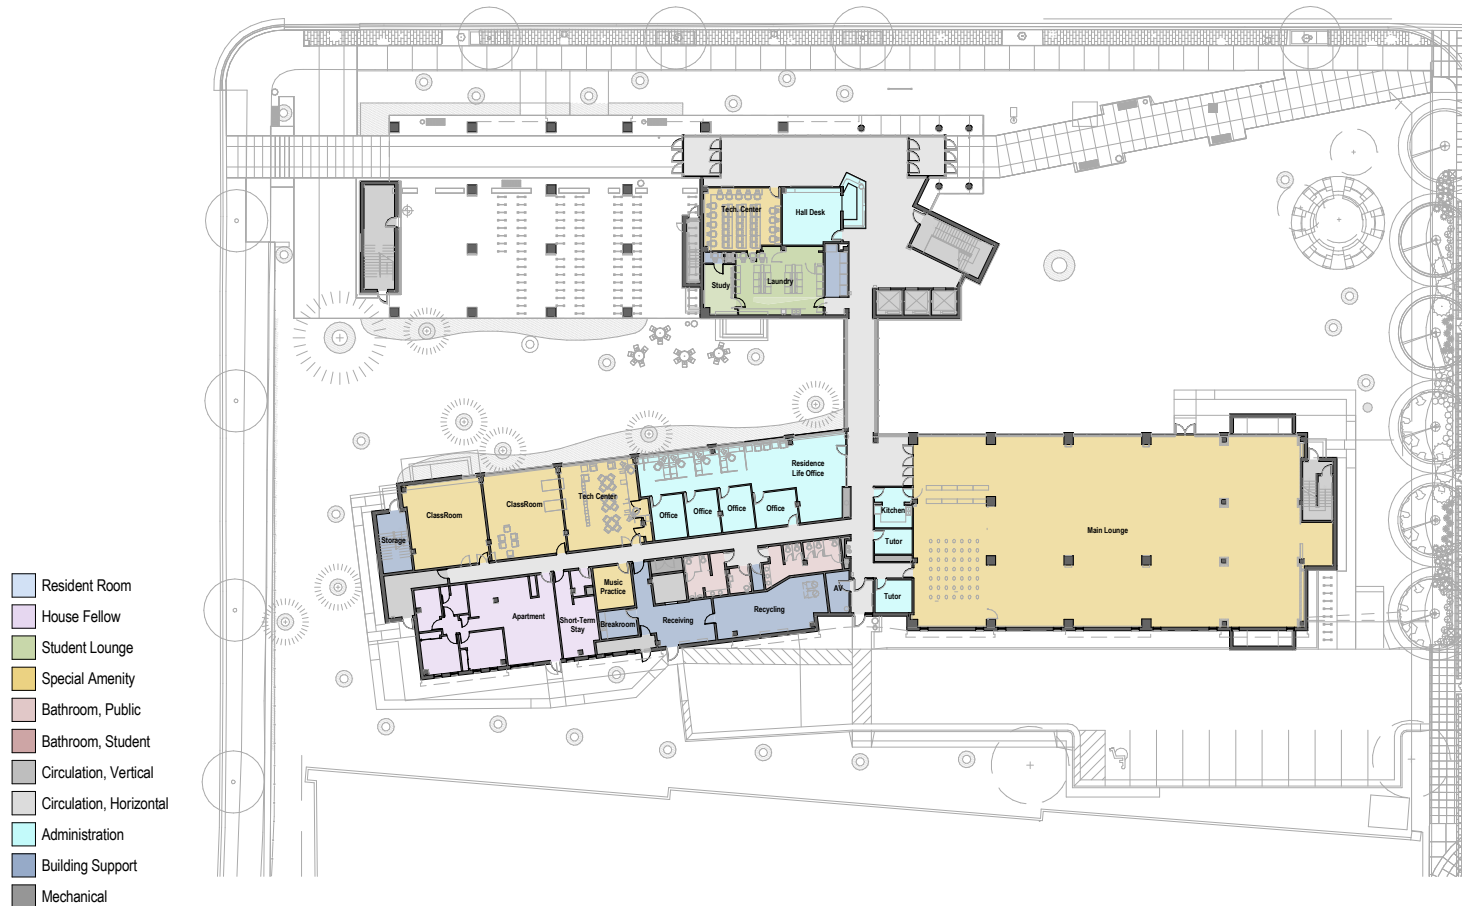 Tech. Center
Hall Desk
Study
Laundry
Residence
Life Office
Tech Center
ClassRoom
ClassRoom
Office
Office
Office
Office
Kitchen
Storage
Tutor
Main Lounge
Music
Practice
Apartment
Short-Term
Stay
Breakroom
Receiving
Recycling
AV
Tutor
Resident Room
House Fellow
Student Lounge
Special Amenity
Bathroom, Public
Bathroom, Student
Circulation, Vertical
Circulation, Horizontal
Administration
Building Support
Mechanical